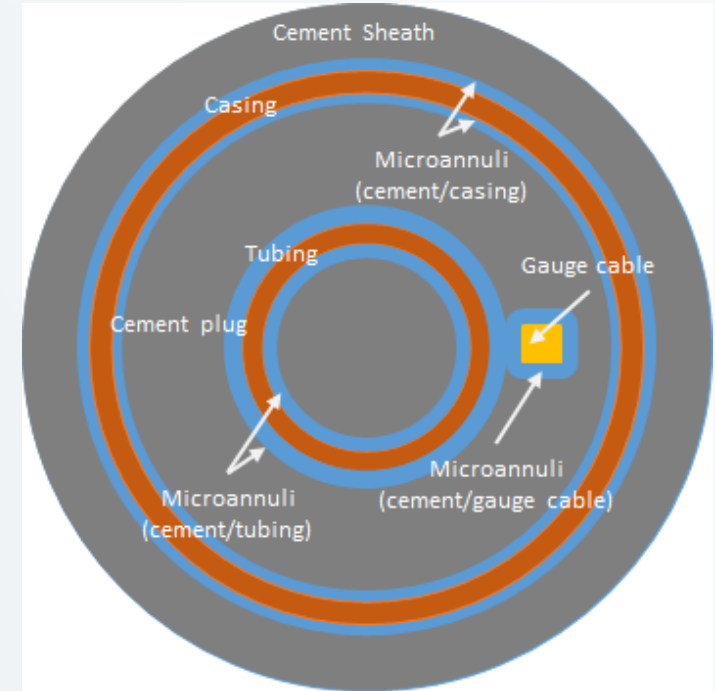 Cement Sheath
Casing
Microannuli
(cement/casing)
Tubing
Gauge cable
Cement plug
Microannuli
(cement/gauge cable)
Microannuli
(cement/tubing)